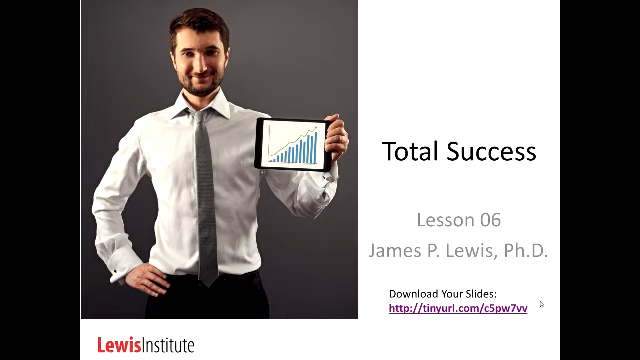 Total Success
Lesson 06
James P. Lewis, Ph.D.
Download Your Slides:
http://tinyurl.com/c5pw7vv
LewisInstitute